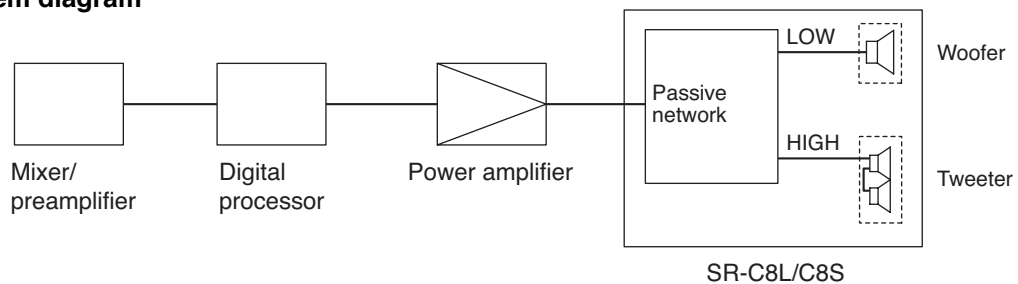 em diagram
LOW
Woofer
Passive
network
HIGH
Mixer/
preamplifier
Digital
processor
Power amplifier
Tweeter
SR-C8L/C8S